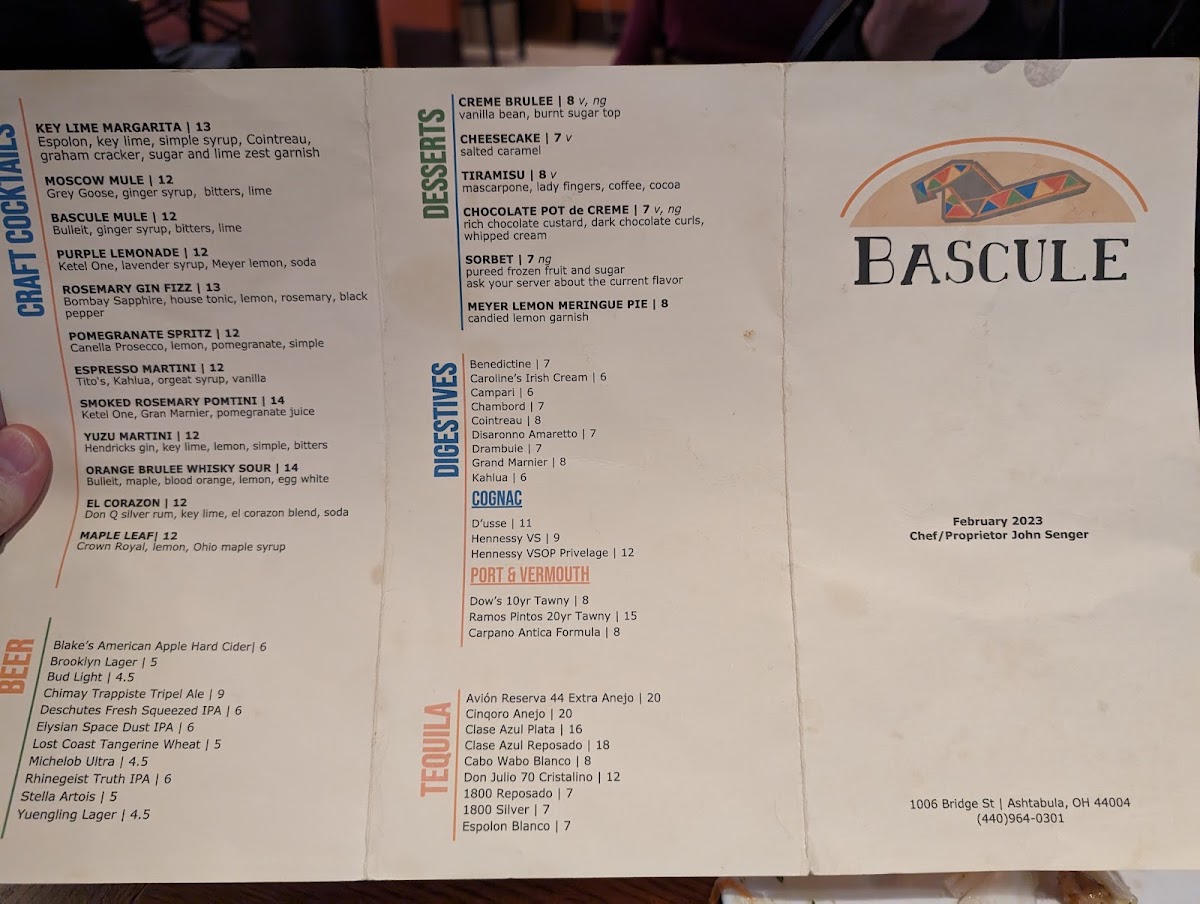 CRAFT COCKTAILS
KEY LIME MARGARITA | 13
Espolon, key lime, simple syrup, Cointreau,
graham cracker, sugar and lime zest garnish
MOSCOW MULE | 12
Grey Goose, ginger syrup, bitters, lime
BASCULE MULE | 12
Bulleit, ginger syrup, bitters, lime
PURPLE LEMONADE | 12
Ketel One, lavender syrup, Meyer lemon, soda
ROSEMARY GIN FIZZ | 13
Bombay Sapphire, house tonic, lemon, rosemary, black
pepper
POMEGRANATE SPRITZ | 12
Canella Prosecco, lemon, pomegranate, simple
ESPRESSO MARTINI | 12
Tito's, Kahlua, orgeat syrup, vanilla
SMOKED ROSEMARY POMTINI | 14
Ketel One, Gran Marnier, pomegranate juice
YUZU MARTINI | 12
Hendricks gin, key lime, lemon, simple, bitters
ORANGE BRULEE WHISKY SOUR | 14
Bulleit, maple, blood orange, lemon, egg white
EL CORAZON | 12
Don Q silver rum, key lime, el corazon blend, soda
MAPLE LEAF| 12
Crown Royal, lemon, Ohio maple syrup
BEER
Blake's American Apple Hard Cider| 6
Brooklyn Lager | 5
Bud Light | 4.5
Chimay Trappiste Tripel Ale | 9
Deschutes Fresh Squeezed IPA | 6
Elysian Space Dust IPA | 6
Lost Coast Tangerine Wheat | 5
Michelob Ultra | 4.5
Rhinegeist Truth IPA | 6
Stella Artois | 5
Yuengling Lager | 4.5
DESSERTS
CREME BRULEE | 8 v, ng
vanilla bean, burnt sugar top
CHEESECAKE | 7 v
salted caramel
TIRAMISU | 8 v
mascarpone, lady fingers, coffee, cocoa
CHOCOLATE POT de CREME | 7 v, ng
rich chocolate custard, dark chocolate curls,
whipped cream
SORBET | 7 ng
pureed frozen fruit and sugar
ask your server about the current flavor
MEYER LEMON MERINGUE PIE | 8
candied lemon garnish
DIGESTIVES
Benedictine | 7
Caroline's Irish Cream | 6
Campari | 6
Chambord | 7
Cointreau | 8
Disaronno Amaretto | 7
Drambuie | 7
Grand Marnier | 8
Kahlua | 6
COGNAC
D'usse | 11
Hennessy VS | 9
Hennessy VSOP Privelage | 12
PORT & VERMOUTH
Dow's 10yr Tawny | 8
Ramos Pintos 20yr Tawny | 15
Carpano Antica Formula | 8
TEQUILA
Avión Reserva 44 Extra Anejo | 20
Cinqoro Anejo | 20
Clase Azul Plata | 16
Clase Azul Reposado | 18
Cabo Wabo Blanco | 8
Don Julio 70 Cristalino | 12
1800 Reposado | 7
1800 Silver | 7
Espolon Blanco | 7
BASCULE
February 2023
Chef/Proprietor John Senger
1006 Bridge St | Ashtabula, OH 44004
(440)964-0301